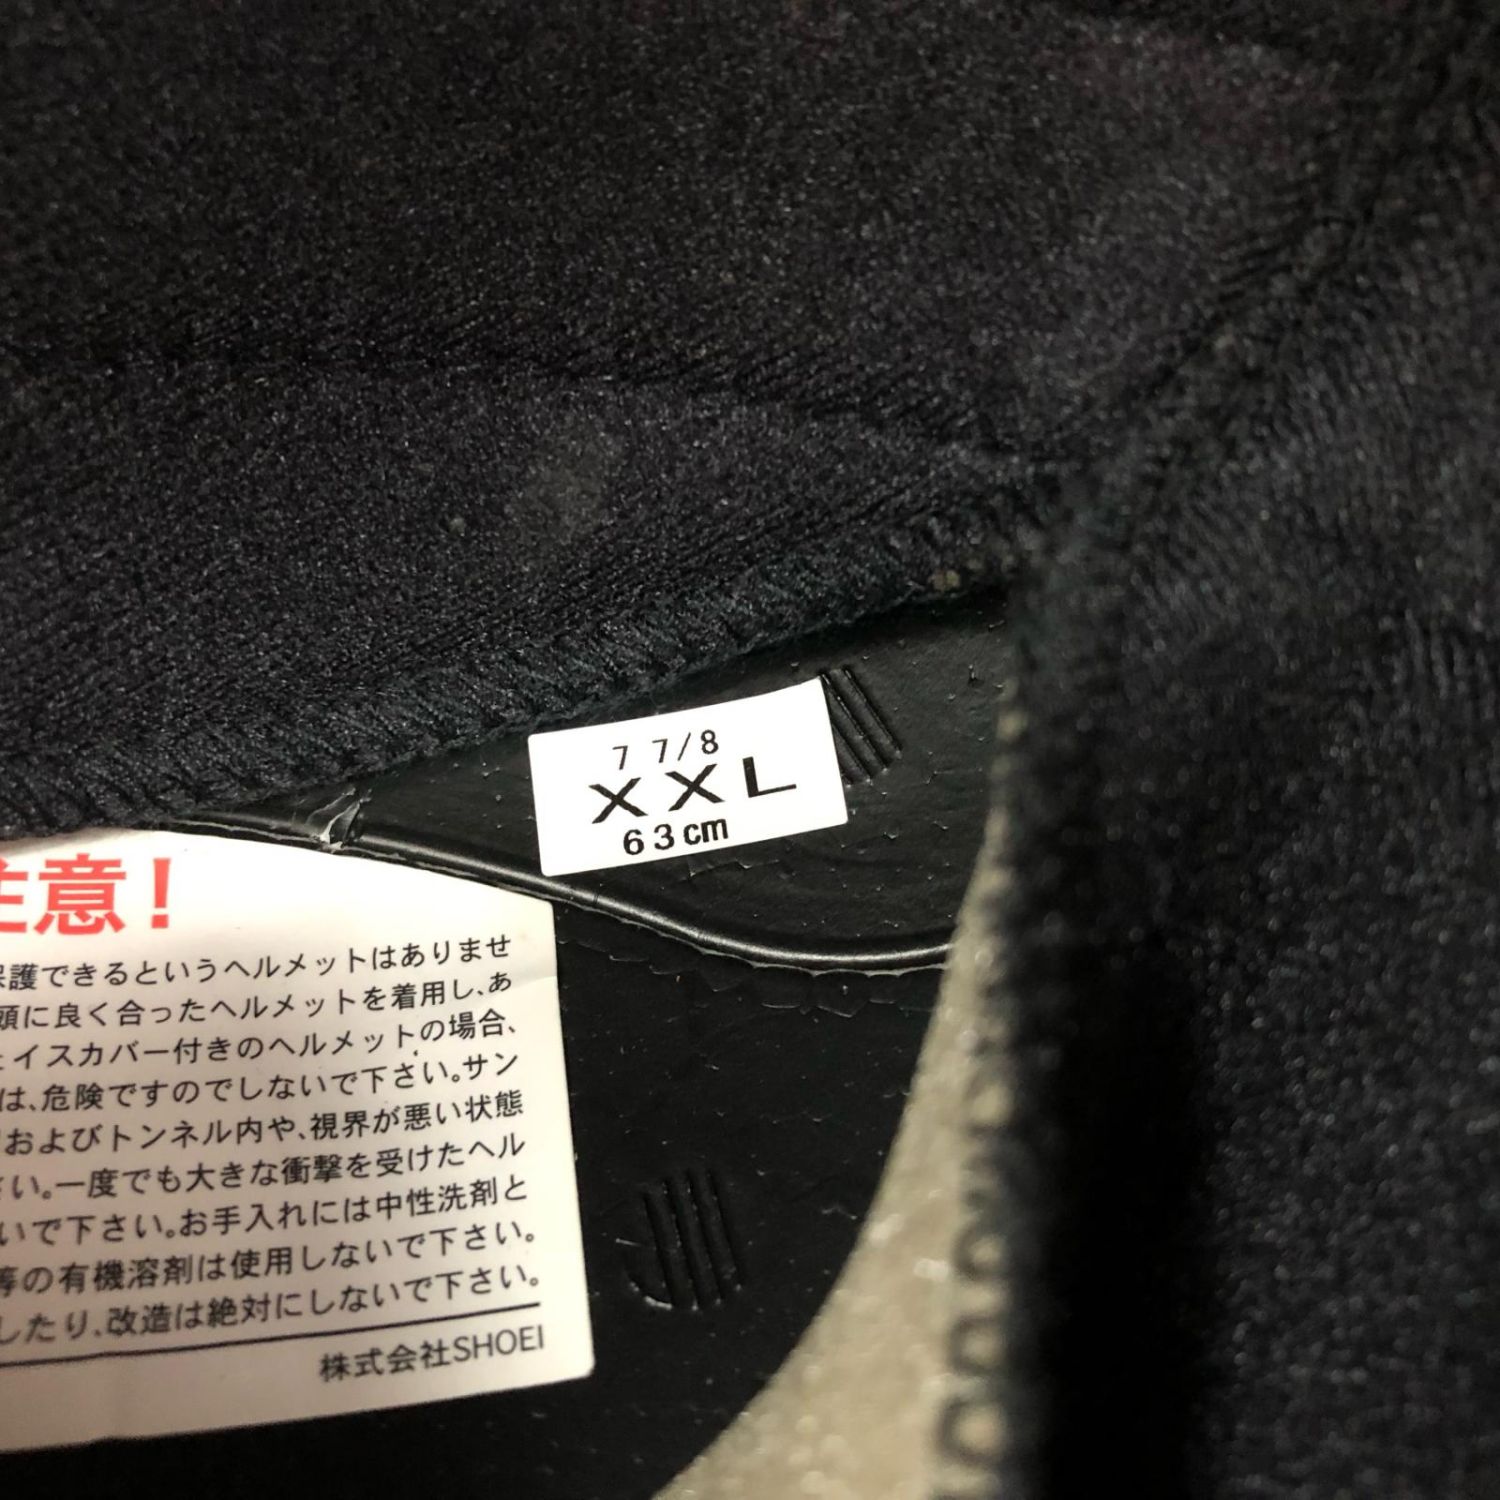 7 7/8
XXL
63cm
注意！
保護できるというヘルメットはありませ
頭に良く合ったヘルメットを着用し、あ
イスカバー付きのヘルメットの場合、
は、危険ですのでしないで下さい。サン
およびトンネル内や、視界が悪い状態
さい。一度でも大きな衝撃を受けたヘル
いで下さい。お手入れには中性洗剤と
等の有機溶剤は使用しないで下さい。
したり、改造は絶対にしないで下さい。
株式会社SHOEI